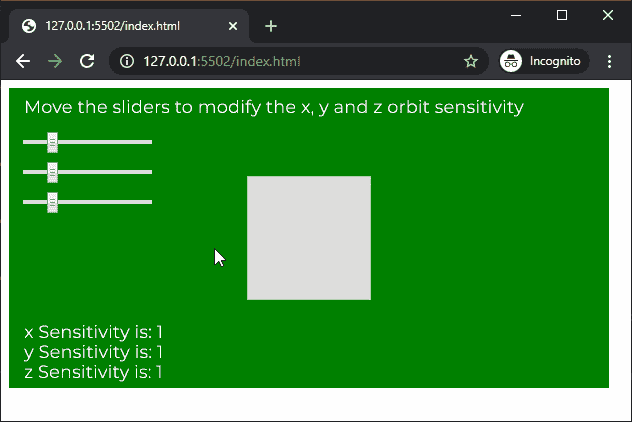 127.0.0.1:5502/index.html
127.0.0.1:5502/index.html
Incognito
Move the sliders to modify the x, y and z orbit sensitivity
x Sensitivity is: 1
y Sensitivity is: 1
z Sensitivity is: 1